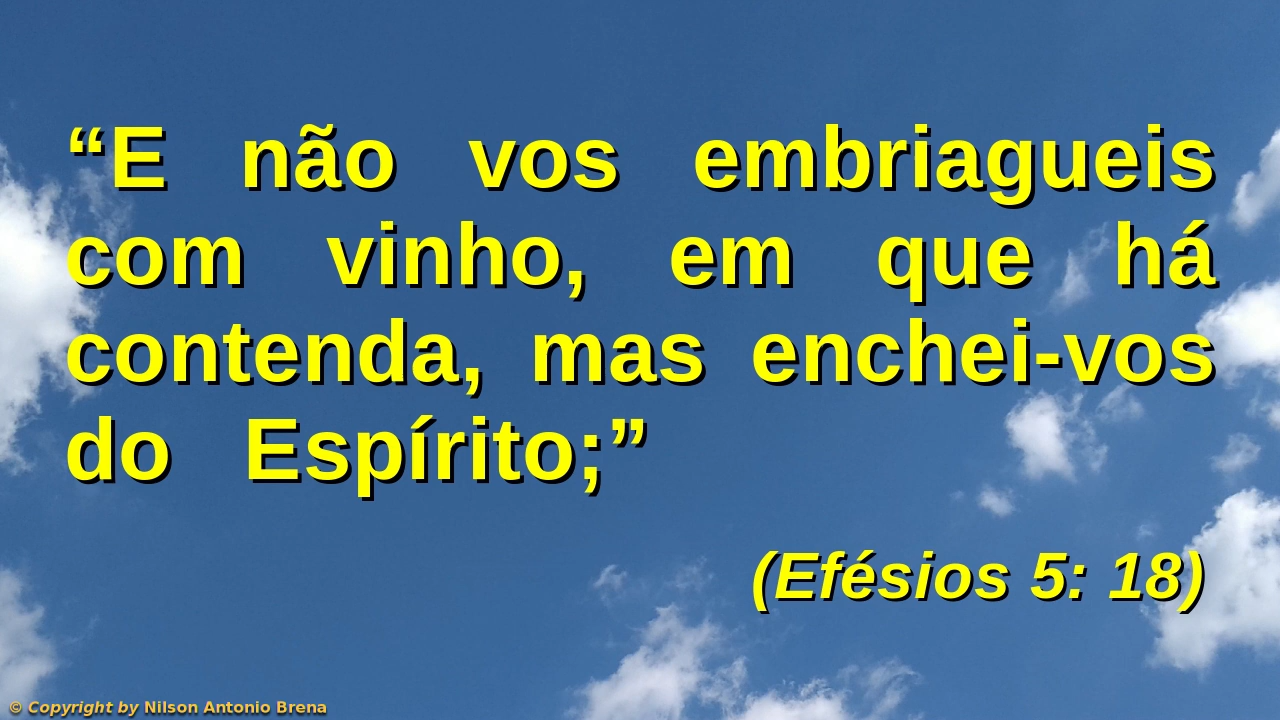 “E não vos embriagueis
com vinho, em que há
contenda, mas enchei-vos
do Espírito;”
(Efésios 5: 18)
© Copyright by Nilson Antonio Brena